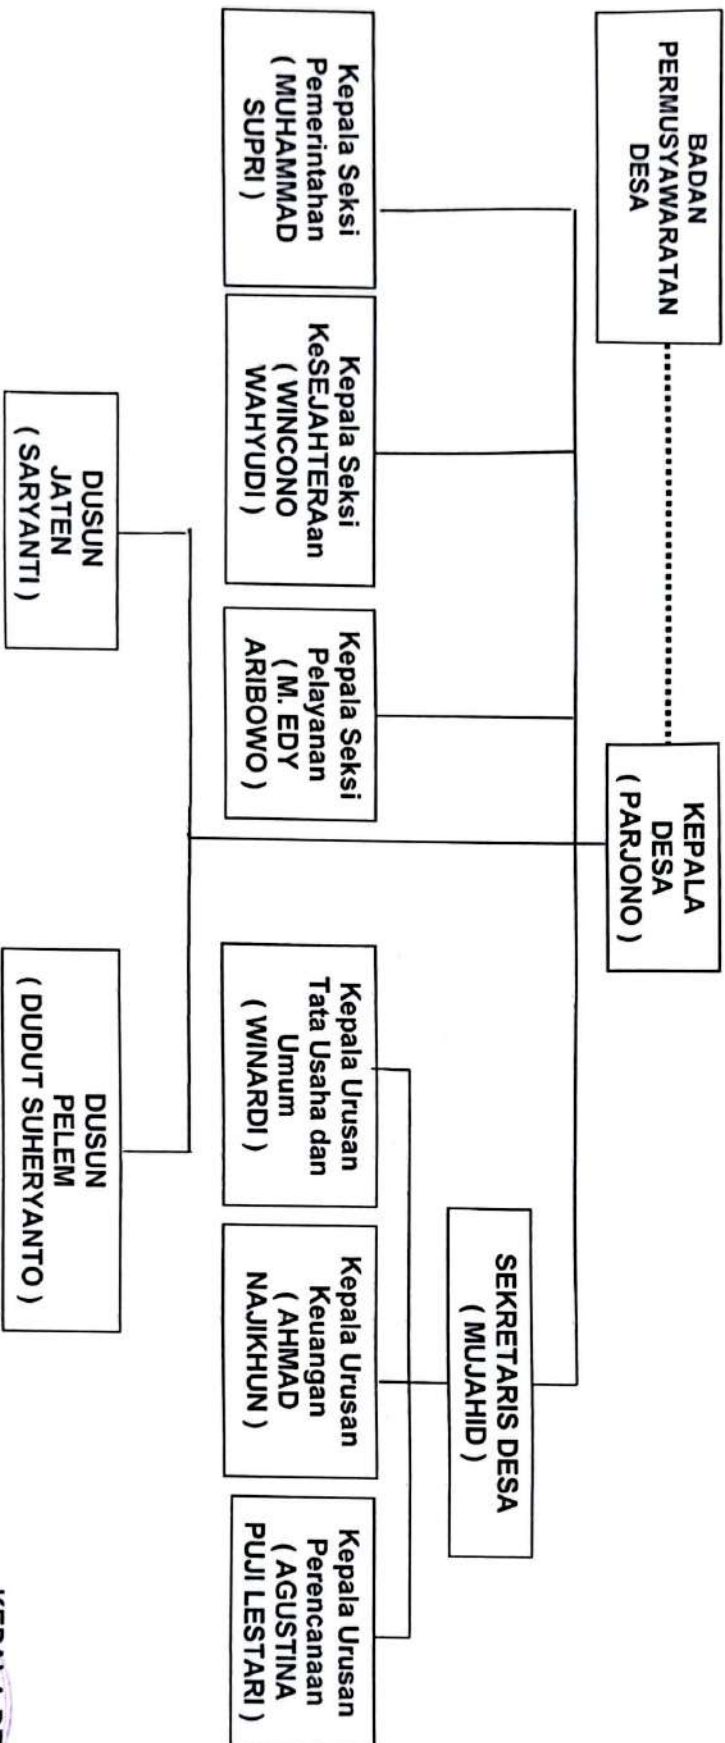 BADAN
PERMUSYAWARATAN
DESA
KEPALA
DESA
( PARJONO )
SEKRETARIS DESA
( MUJAHID )
Kepala Seksi
Pemerintahan
( MUHAMMAD
SUPRI )
Kepala Seksi
KeSEJAHTERAan
( WINCONO
WAHYUDI )
Kepala Seksi
Pelayanan
( M. EDY
ARIBOWO )
Kepala Urusan
Tata Usaha dan
Umum
( WINARDI )
Kepala Urusan
Keuangan
( AHMAD
NAJIKHUN )
Kepala Urusan
Perencanaan
( AGUSTINA
PUJI LESTARI )
DUSUN
JATEN
( SARYANTI )
DUSUN
PELEM
( DUDUT SUHERYANTO )